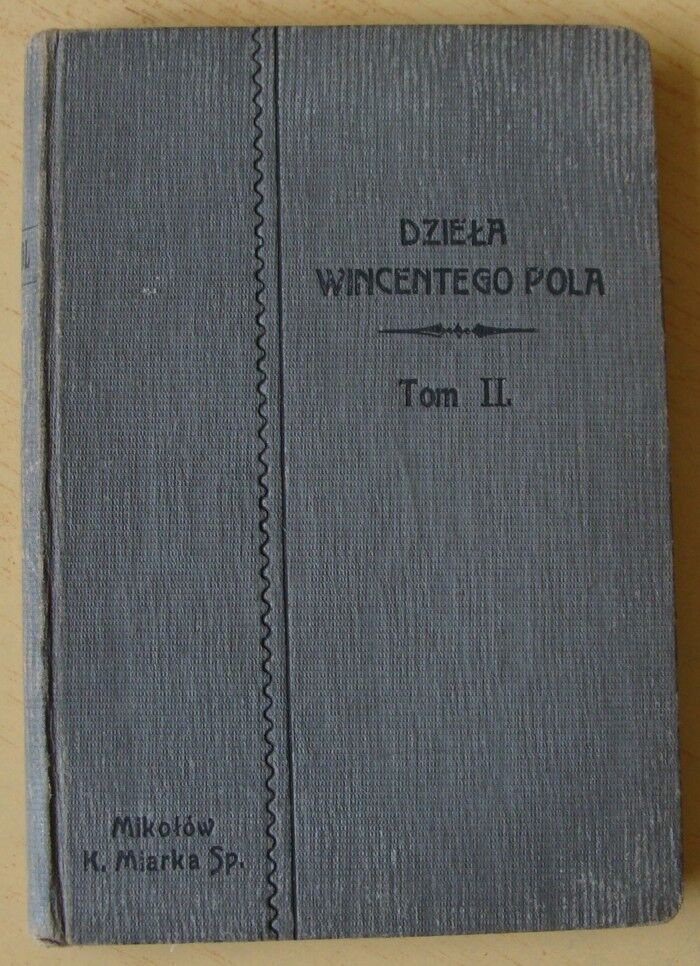 DZIEŁA
WINCENTEGO POLA
Tom II.
Mikołów
K. Miarka Sp.